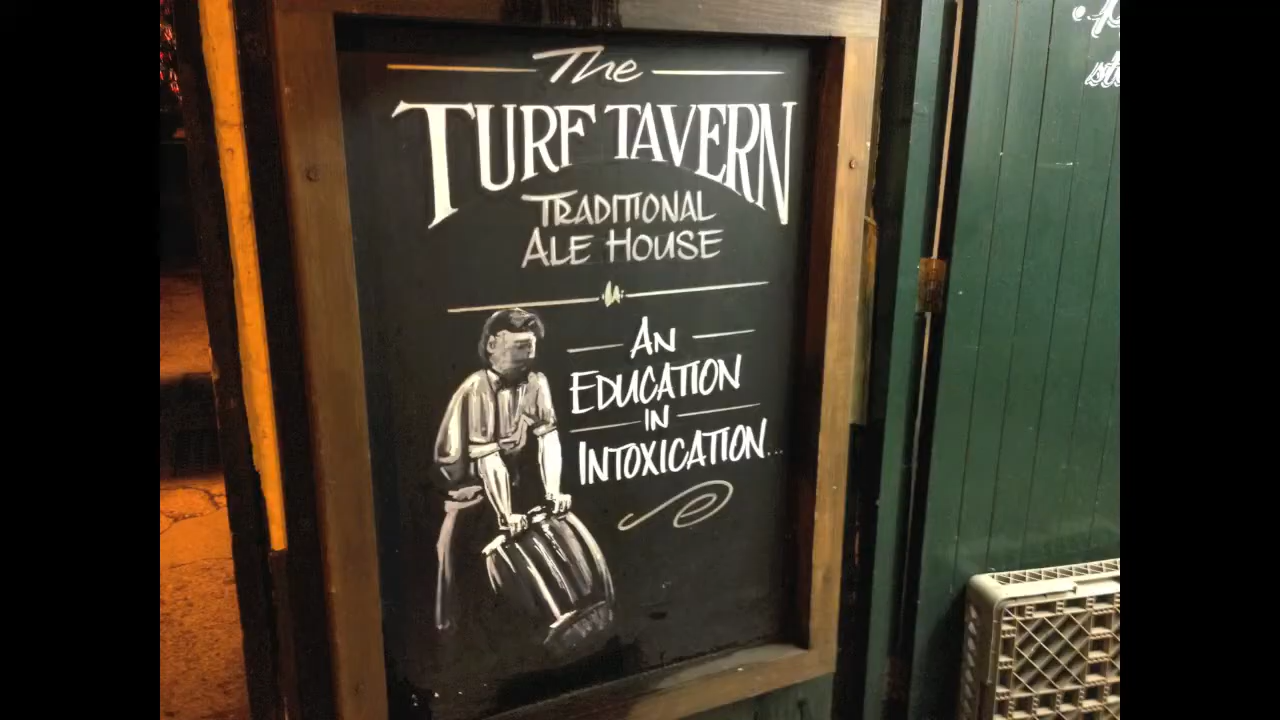 The
TURF TAVERN
TRADITIONAL
ALE HOUSE
AN
EDUCATION
IN
INTOXICATION...